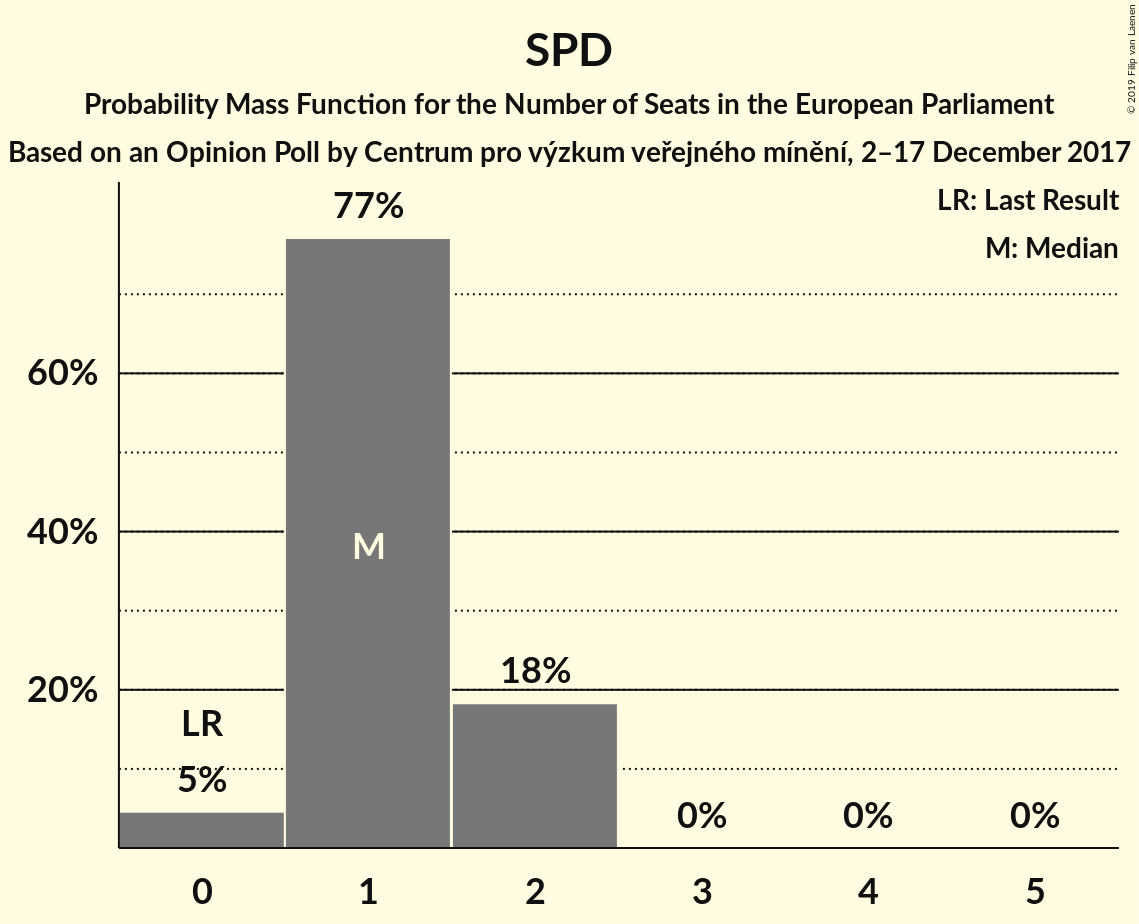 SPD
Probability Mass Function for the Number of Seats in the European Parliament
Based on an Opinion Poll by Centrum pro výzkum veřejného mínění, 2–17 December 2017
© 2019 Filip van Laenen
LR: Last Result
M: Median
77%
60%
40%
M
18%
20%
LR
5%
0%
0%
0%
0
1
2
3
4
5